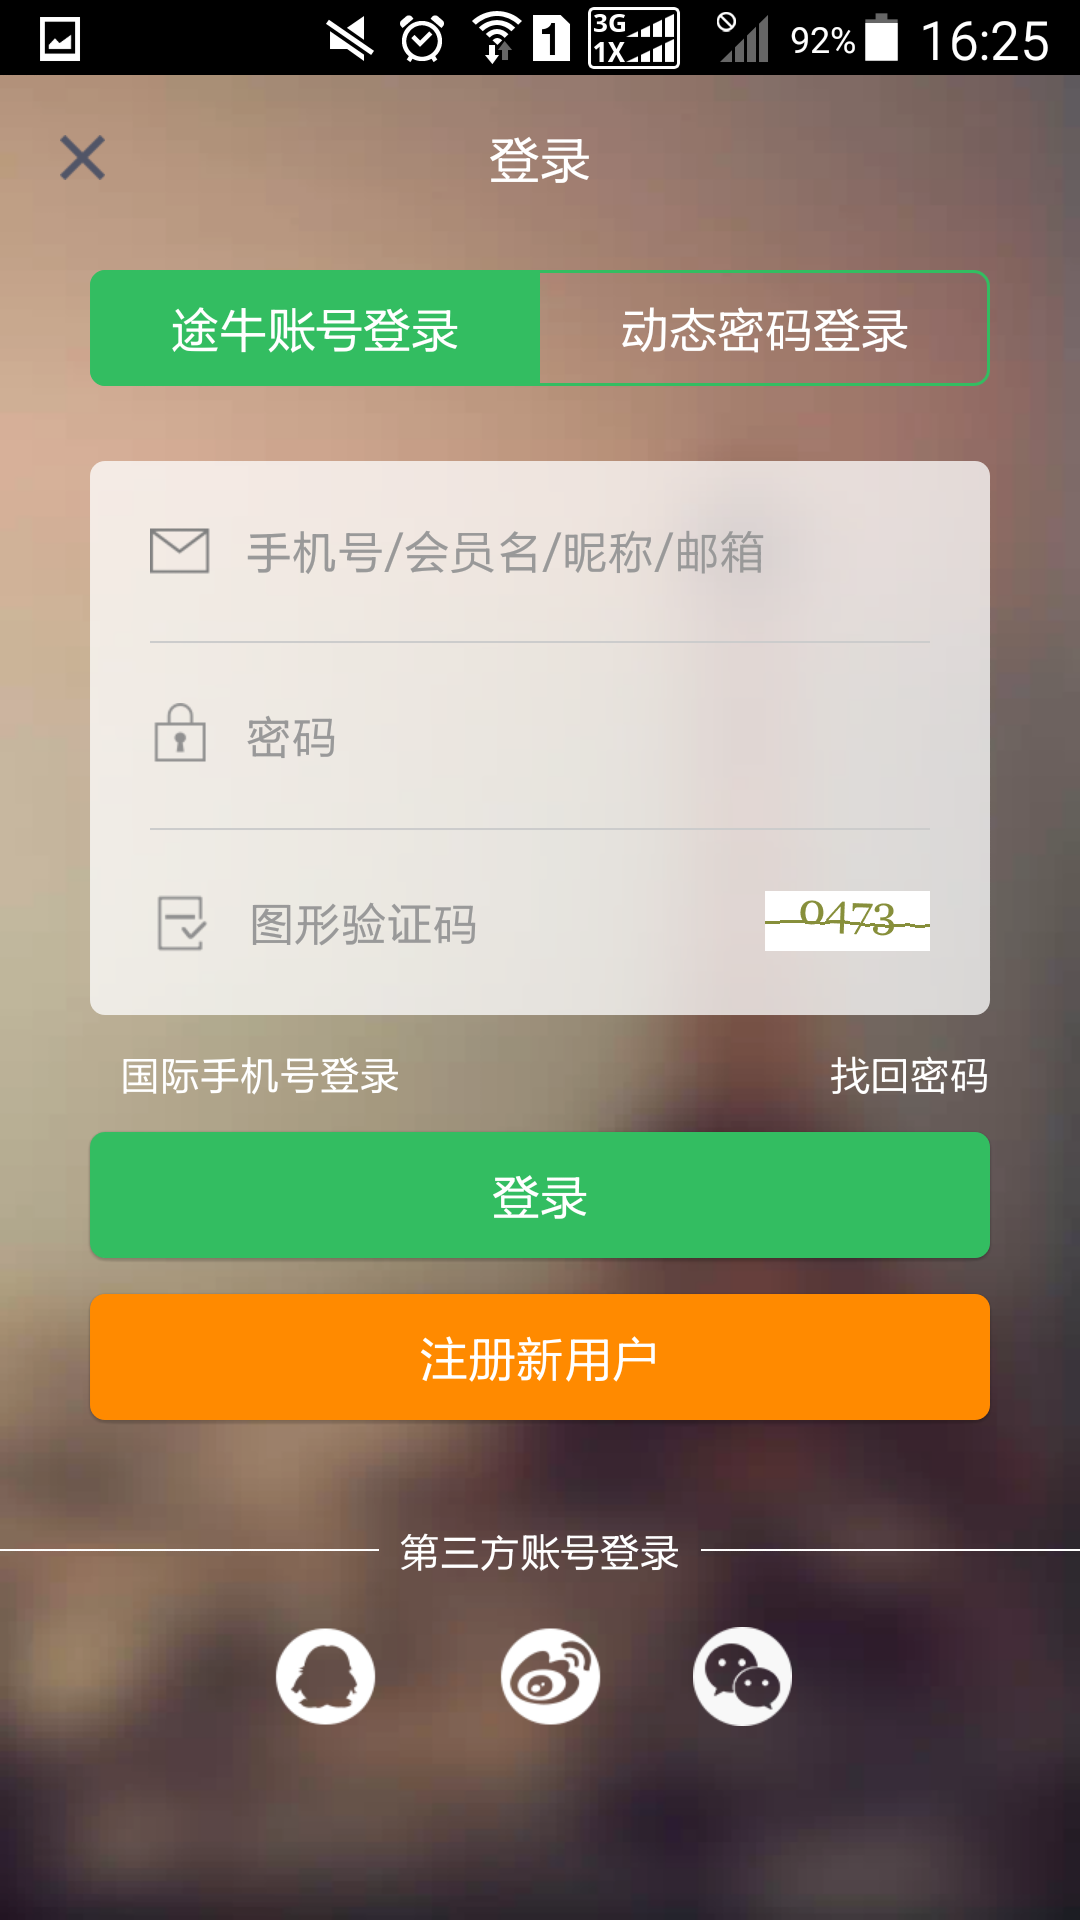 1 3G 1X 92% 16:25
登录
途牛账号登录 动态密码登录
手机号/会员名/昵称/邮箱
密码
图形验证码 0473
国际手机号登录 找回密码
登录
注册新用户
第三方账号登录